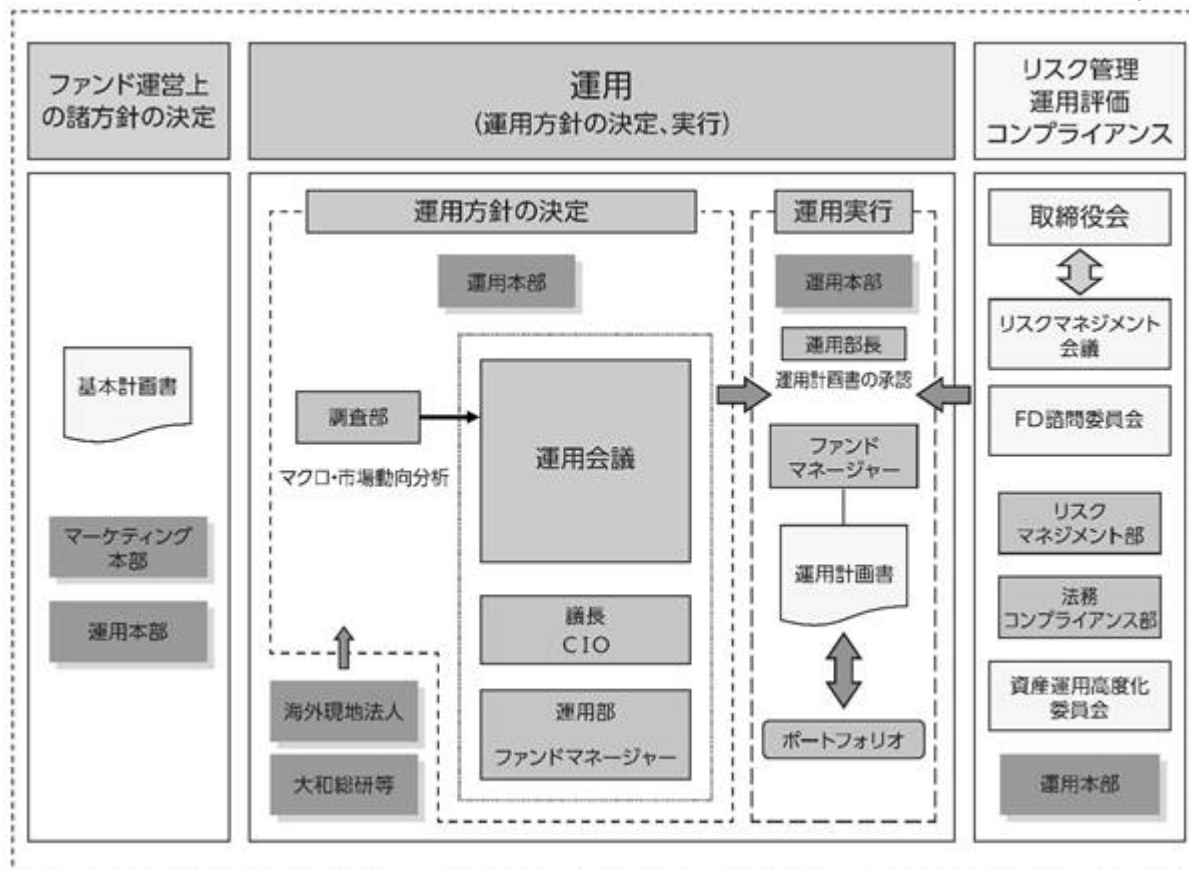 ファンド運営上
の諸方針の決定
運用
(運用方針の決定、実行)
リスク管理
運用評価
コンプライアンス
基本計画書
マーケティング
本部
運用本部
運用方針の決定
運用本部
調査部
マクロ・市場動向分析
運用会議
議長
CIO
運用部
ファンドマネージャー
海外現地法人
大和総研等
運用実行
運用本部
運用部長
運用計画書の承認
ファンド
マネージャー
運用計画書
ポートフォリオ
取締役会
リスクマネジメント
会議
FD諮問委員会
リスク
マネジメント部
法務
コンプライアンス部
資産運用高度化
委員会
運用本部